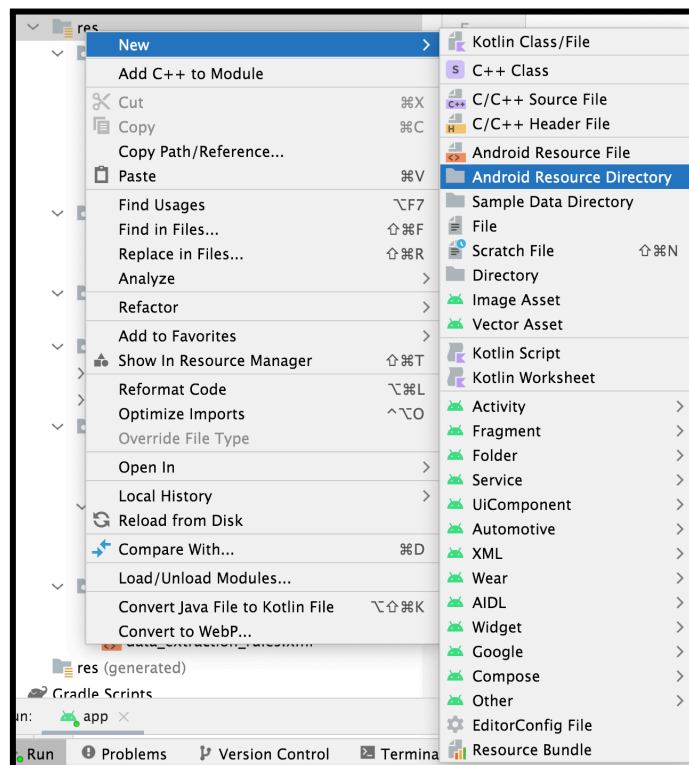 res
New
Add C++ to Module
Cut ⌘X
Copy ⌘C
Copy Path/Reference...
Paste ⌘V
Find Usages ⌥F7
Find in Files... ⇧⌘F
Replace in Files... ⇧⌘R
Analyze
Refactor
Add to Favorites
Show In Resource Manager ⇧⌘T
Reformat Code ⌥⌘L
Optimize Imports ^⌥O
Override File Type
Open In
Local History
Reload from Disk
Compare With... ⌘D
Load/Unload Modules...
Convert Java File to Kotlin File ⌥⇧⌘K
Convert to WebP...
Kotlin Class/File
S C++ Class
C++ C/C++ Source File
H C/C++ Header File
<> Android Resource File
Android Resource Directory
Sample Data Directory
File
Scratch File ⇧⌘N
Directory
Image Asset
Vector Asset
Kotlin Script
Kotlin Worksheet
Activity
Fragment
Folder
Service
UiComponent
Automotive
XML
Wear
AIDL
Widget
Google
Compose
Other
EditorConfig File
Resource Bundle
res (generated)
Gradle Scripts
un: app
Run Problems Version Control Termina